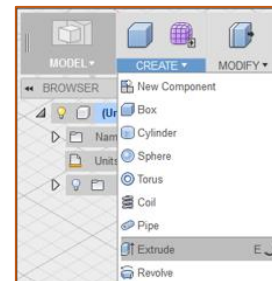 MODEL
CREATE
MODIFY
BROWSER
New Component
(Ur
Box
Nam
Cylinder
Units
Sphere
Torus
Coil
Pipe
Extrude E
Revolve